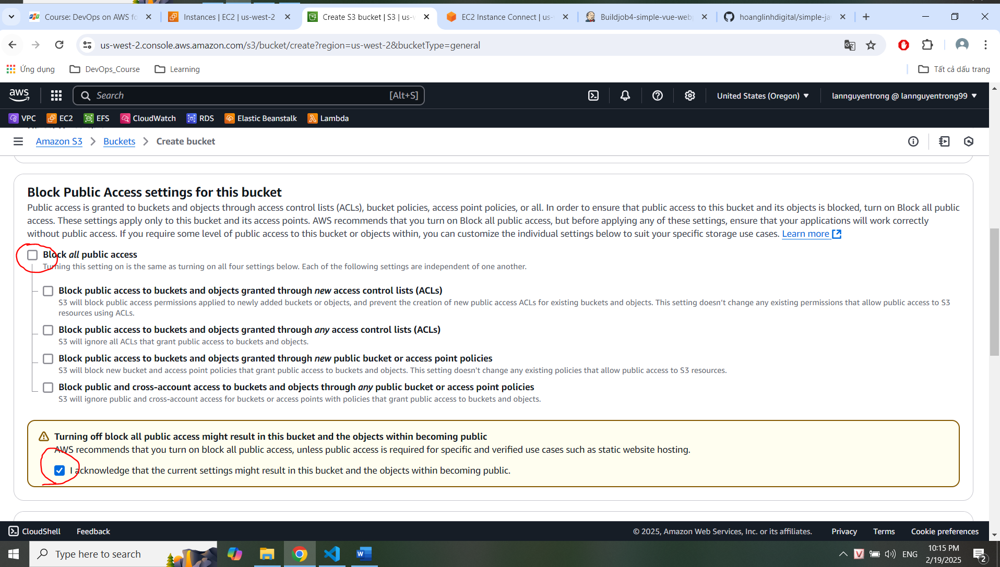 Course: DevOps on AWS fo
Instances | EC2 | us-west-2
Create S3 bucket | S3 | us-w
EC2 Instance Connect | us-
Buildjob4-simple-vue-webp
hoanglinhdigital/simple-ja
us-west-2.console.aws.amazon.com/s3/bucket/create?region=us-west-2&bucketType=general
Ứng dụng
DevOps_Course
Learning
Tất cả dấu trang
aws
Search
[Alt+S]
United States (Oregon)
lannguyentrong @ lannguyentrong99
VPC
EC2
EFS
CloudWatch
RDS
Elastic Beanstalk
Lambda
Amazon S3 > Buckets > Create bucket
Block Public Access settings for this bucket
Public access is granted to buckets and objects through access control lists (ACLs), bucket policies, access point policies, or all. In order to ensure that public access to this bucket and its objects is blocked, turn on Block all public
access. These settings apply only to this bucket and its access points. AWS recommends that you turn on Block all public access, but before applying any of these settings, ensure that your applications will work correctly
without public access. If you require some level of public access to this bucket or objects within, you can customize the individual settings below to suit your specific storage use cases. Learn more
Block all public access
Turning this setting on is the same as turning on all four settings below. Each of the following settings are independent of one another.
Block public access to buckets and objects granted through new access control lists (ACLs)
S3 will block public access permissions applied to newly added buckets or objects, and prevent the creation of new public access ACLs for existing buckets and objects. This setting doesn't change any existing permissions that allow public access to S3
resources using ACLs.
Block public access to buckets and objects granted through any access control lists (ACLs)
S3 will ignore all ACLs that grant public access to buckets and objects.
Block public access to buckets and objects granted through new public bucket or access point policies
S3 will block new bucket and access point policies that grant public access to buckets and objects. This setting doesn't change any existing policies that allow public access to S3 resources.
Block public and cross-account access to buckets and objects through any public bucket or access point policies
S3 will ignore public and cross-account access for buckets or access points with policies that grant public access to buckets and objects.
Turning off block all public access might result in this bucket and the objects within becoming public
AWS recommends that you turn on block all public access, unless public access is required for specific and verified use cases such as static website hosting.
I acknowledge that the current settings might result in this bucket and the objects within becoming public.
CloudShell
Feedback
© 2025, Amazon Web Services, Inc. or its affiliates.
Privacy
Terms
Cookie preferences
Type here to search
ENG
10:15 PM
2/19/2025
2